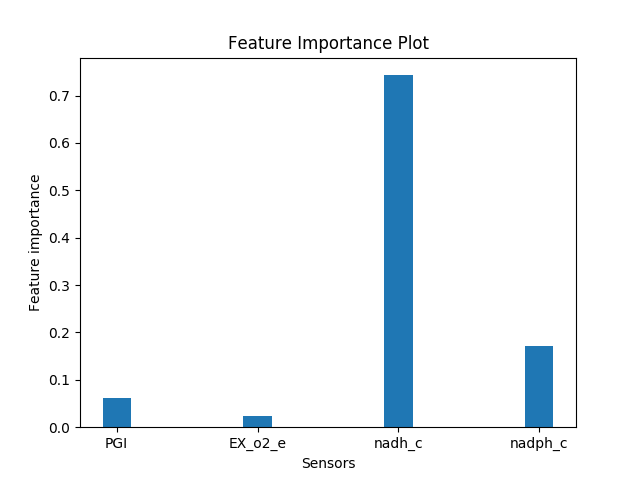 Feature Importance Plot
Feature importance
0.7
0.6
0.5
0.4
0.3
0.2
0.1
0.0
PGI EX_o2_e nadh_c nadph_c
Sensors